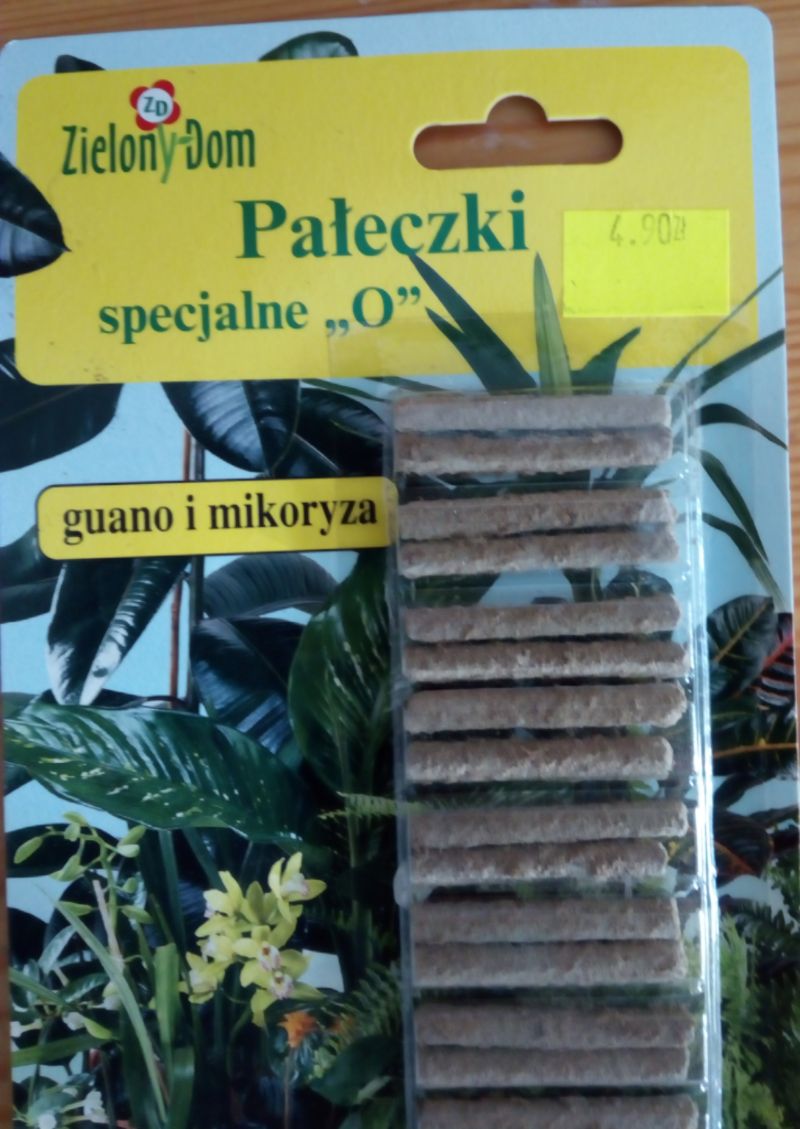 ZD
Zielony Dom
Pałeczki
4.90zł
specjalne „O”
guano i mikoryza